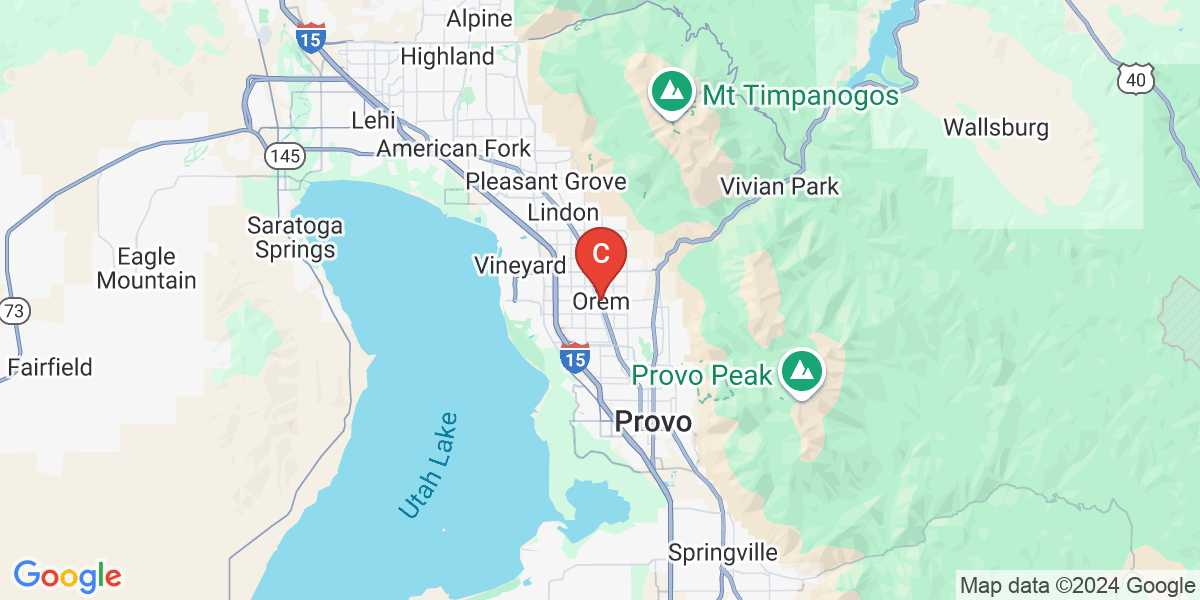 Alpine
15
Highland
40
Mt Timpanogos
Lehi
Wallsburg
American Fork
145
Pleasant Grove
Vivian Park
Lindon
Saratoga
Springs
Eagle
Mountain
C
Vineyard
Orem
73
15
Fairfield
Provo Peak
Provo
Utah Lake
Springville
Google
Map data ©2024 Google